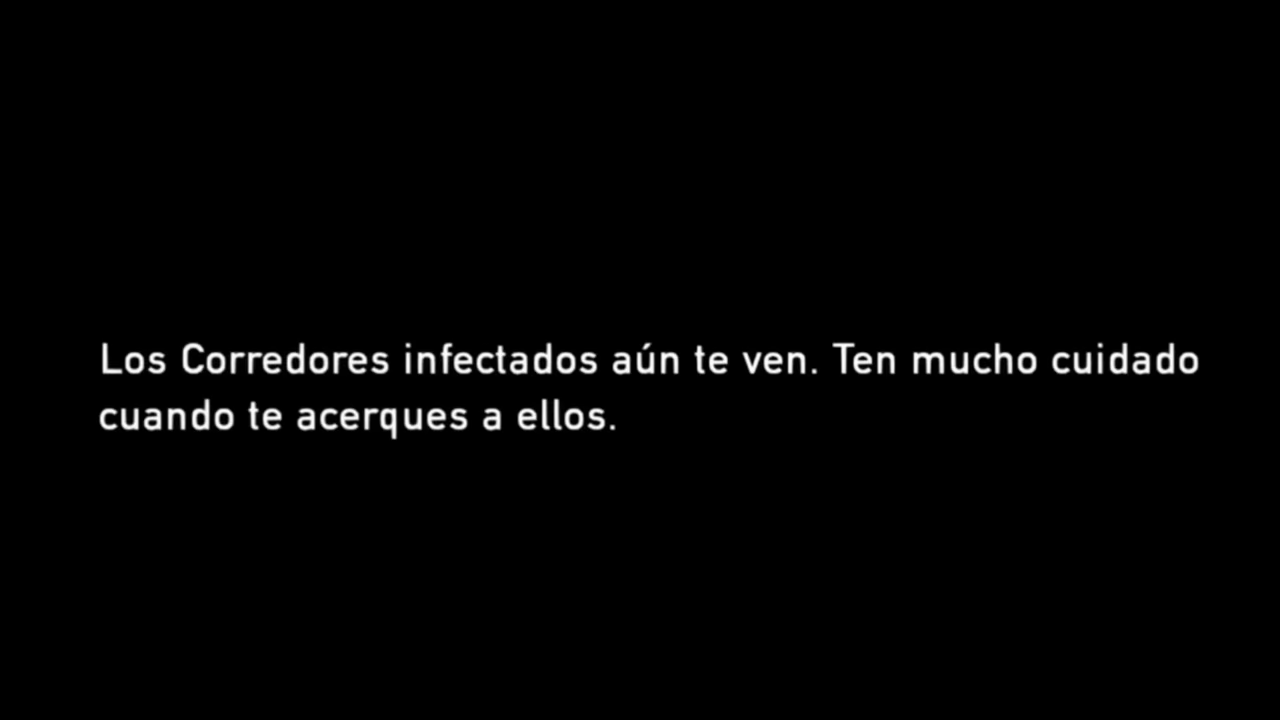 Los Corredores infectados aún te ven. Ten mucho cuidado
cuando te acerques a ellos.